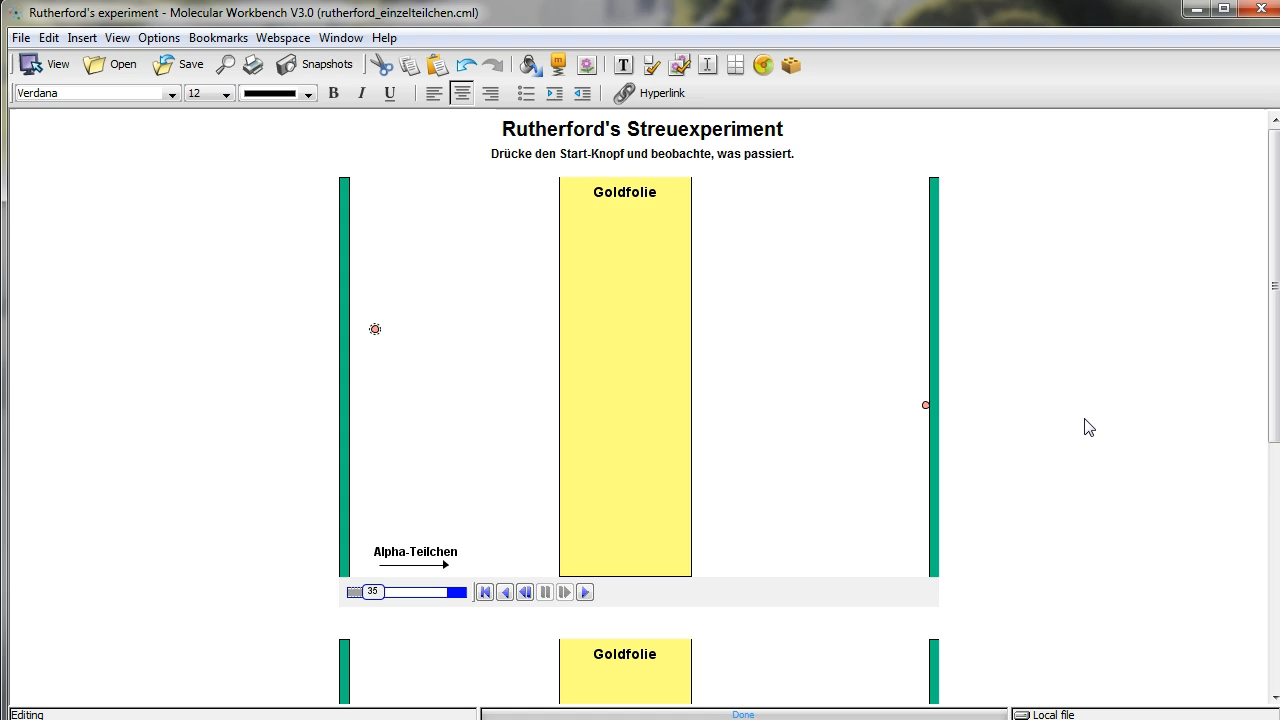 Rutherford's experiment - Molecular Workbench V3.0 (rutherford_einzelteilchen.cml)
File Edit Insert View Options Bookmarks Webspace Window Help
View Open Save Snapshots T
Verdana 12 B I U Hyperlink
Rutherford's Streuexperiment
Drücke den Start-Knopf und beobachte, was passiert.
Goldfolie
Alpha-Teilchen
35
Goldfolie
Editing Done Local file